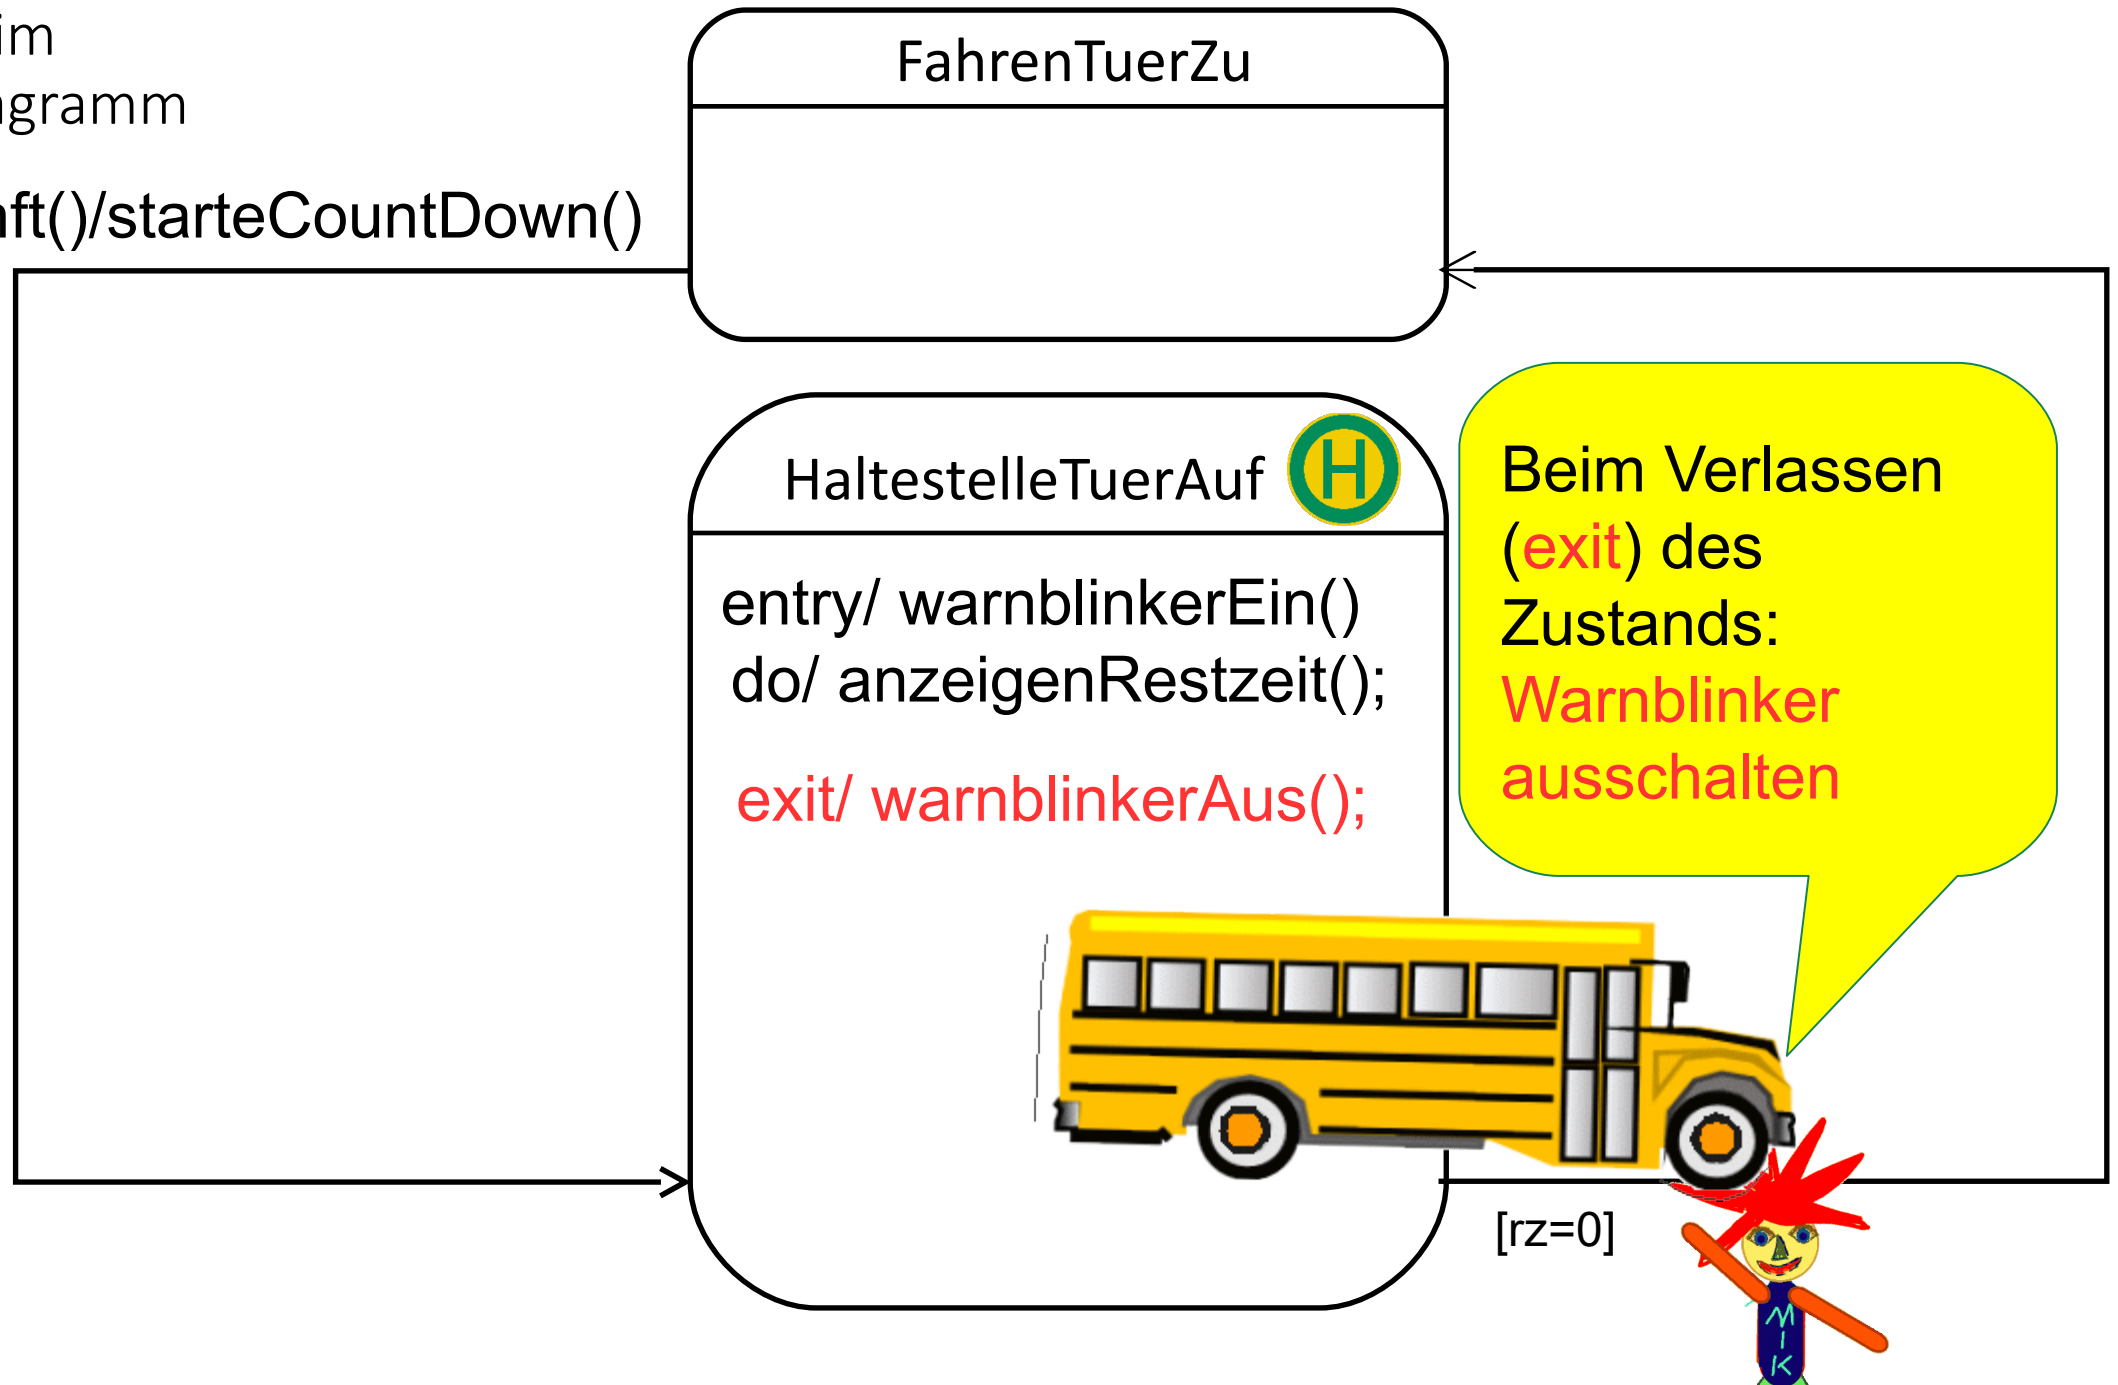 im
gramm
ft()/starteCountDown()
FahrenTuerZu
HaltestelleTuerAuf H
entry/ warnblinkerEin()
do/ anzeigenRestzeit();
exit/ warnblinkerAus();
Beim Verlassen
(exit) des
Zustands:
Warnblinker
ausschalten
[rz=0]
M
I
K